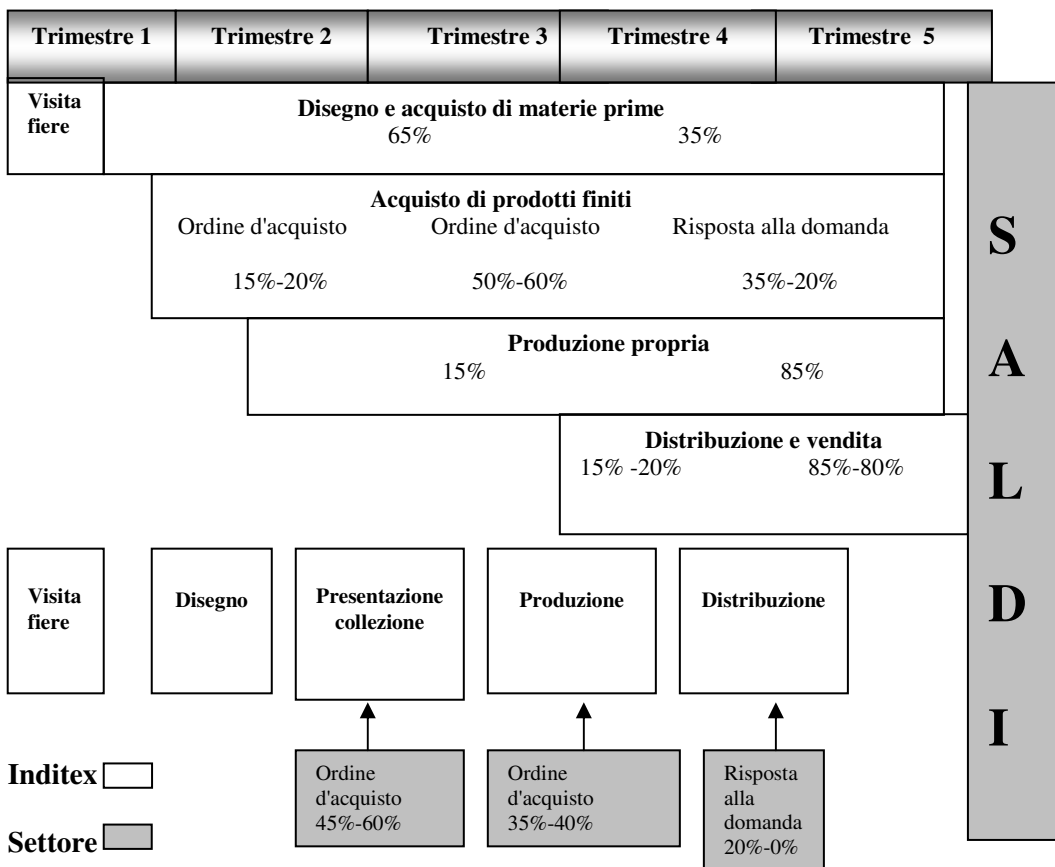 Trimestre 1 Trimestre 2 Trimestre 3 Trimestre 4 Trimestre 5
Visita
fiere
Disegno e acquisto di materie prime
65% 35%
Acquisto di prodotti finiti
Ordine d'acquisto Ordine d'acquisto Risposta alla domanda
15%-20% 50%-60% 35%-20%
Produzione propria
15% 85%
Distribuzione e vendita
15% -20% 85%-80%
S
A
L
D
I
Visita
fiere
Disegno
Presentazione
collezione
Produzione
Distribuzione
Ordine
d'acquisto
45%-60%
Ordine
d'acquisto
35%-40%
Risposta
alla
domanda
20%-0%
Inditex
Settore